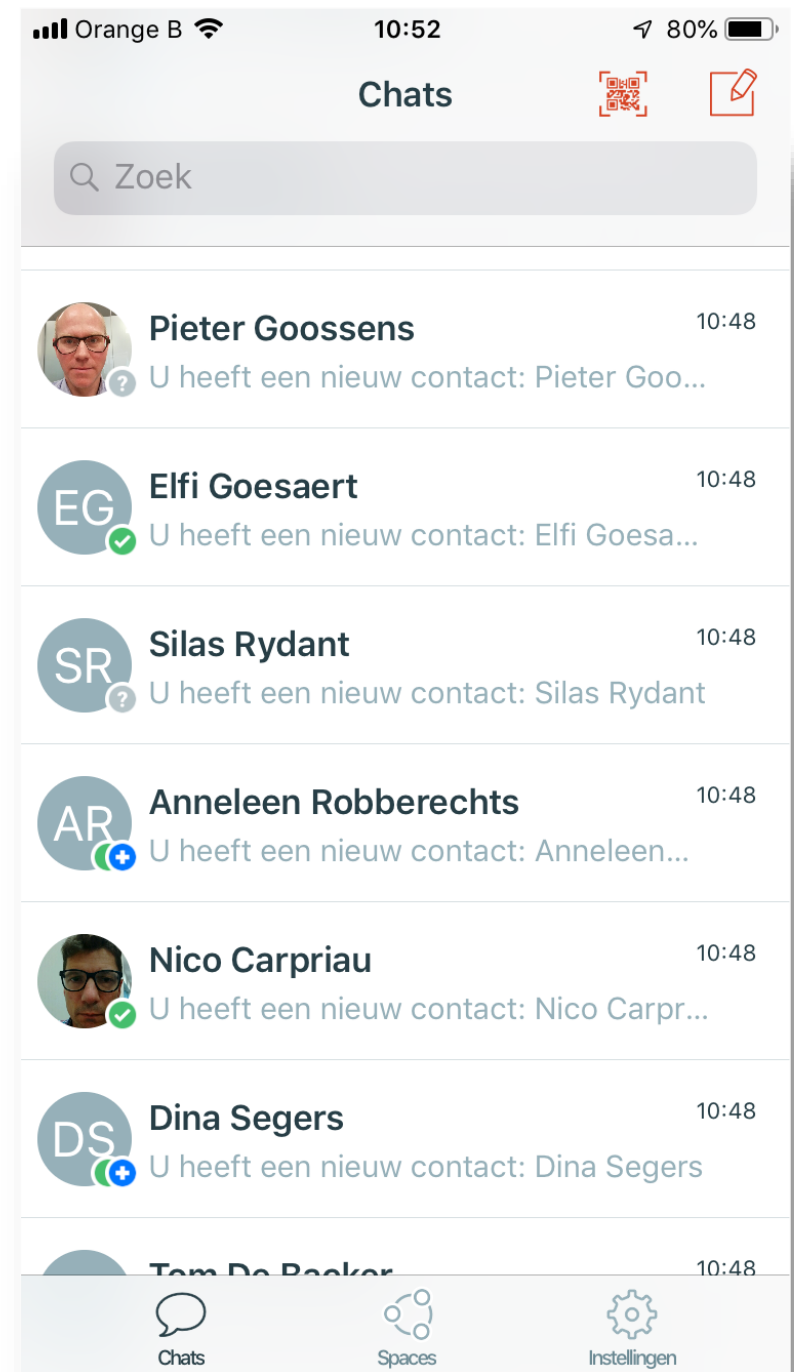 Orange B 10:52 80%
Chats
Zoek
Pieter Goossens 10:48
U heeft een nieuw contact: Pieter Goo...
?
EG Elfi Goesaert 10:48
U heeft een nieuw contact: Elfi Goesa...
SR Silas Rydant 10:48
U heeft een nieuw contact: Silas Rydant
?
AR Anneleen Robberechts 10:48
U heeft een nieuw contact: Anneleen...
Nico Carpriau 10:48
U heeft een nieuw contact: Nico Carpr...
DS Dina Segers 10:48
U heeft een nieuw contact: Dina Segers
Tom De Backer 10:48
Chats Spaces Instellingen